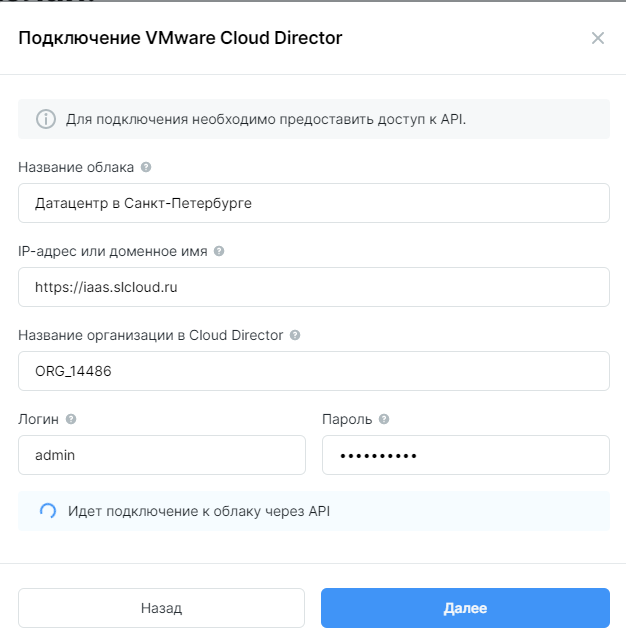 Подключение VMware Cloud Director
Для подключения необходимо предоставить доступ к API.
Название облака
Датацентр в Санкт-Петербурге
IP-адрес или доменное имя
https://iaas.slcloud.ru
Название организации в Cloud Director
ORG_14486
Логин Пароль
admin ••••••••••
Идет подключение к облаку через API
Назад Далее